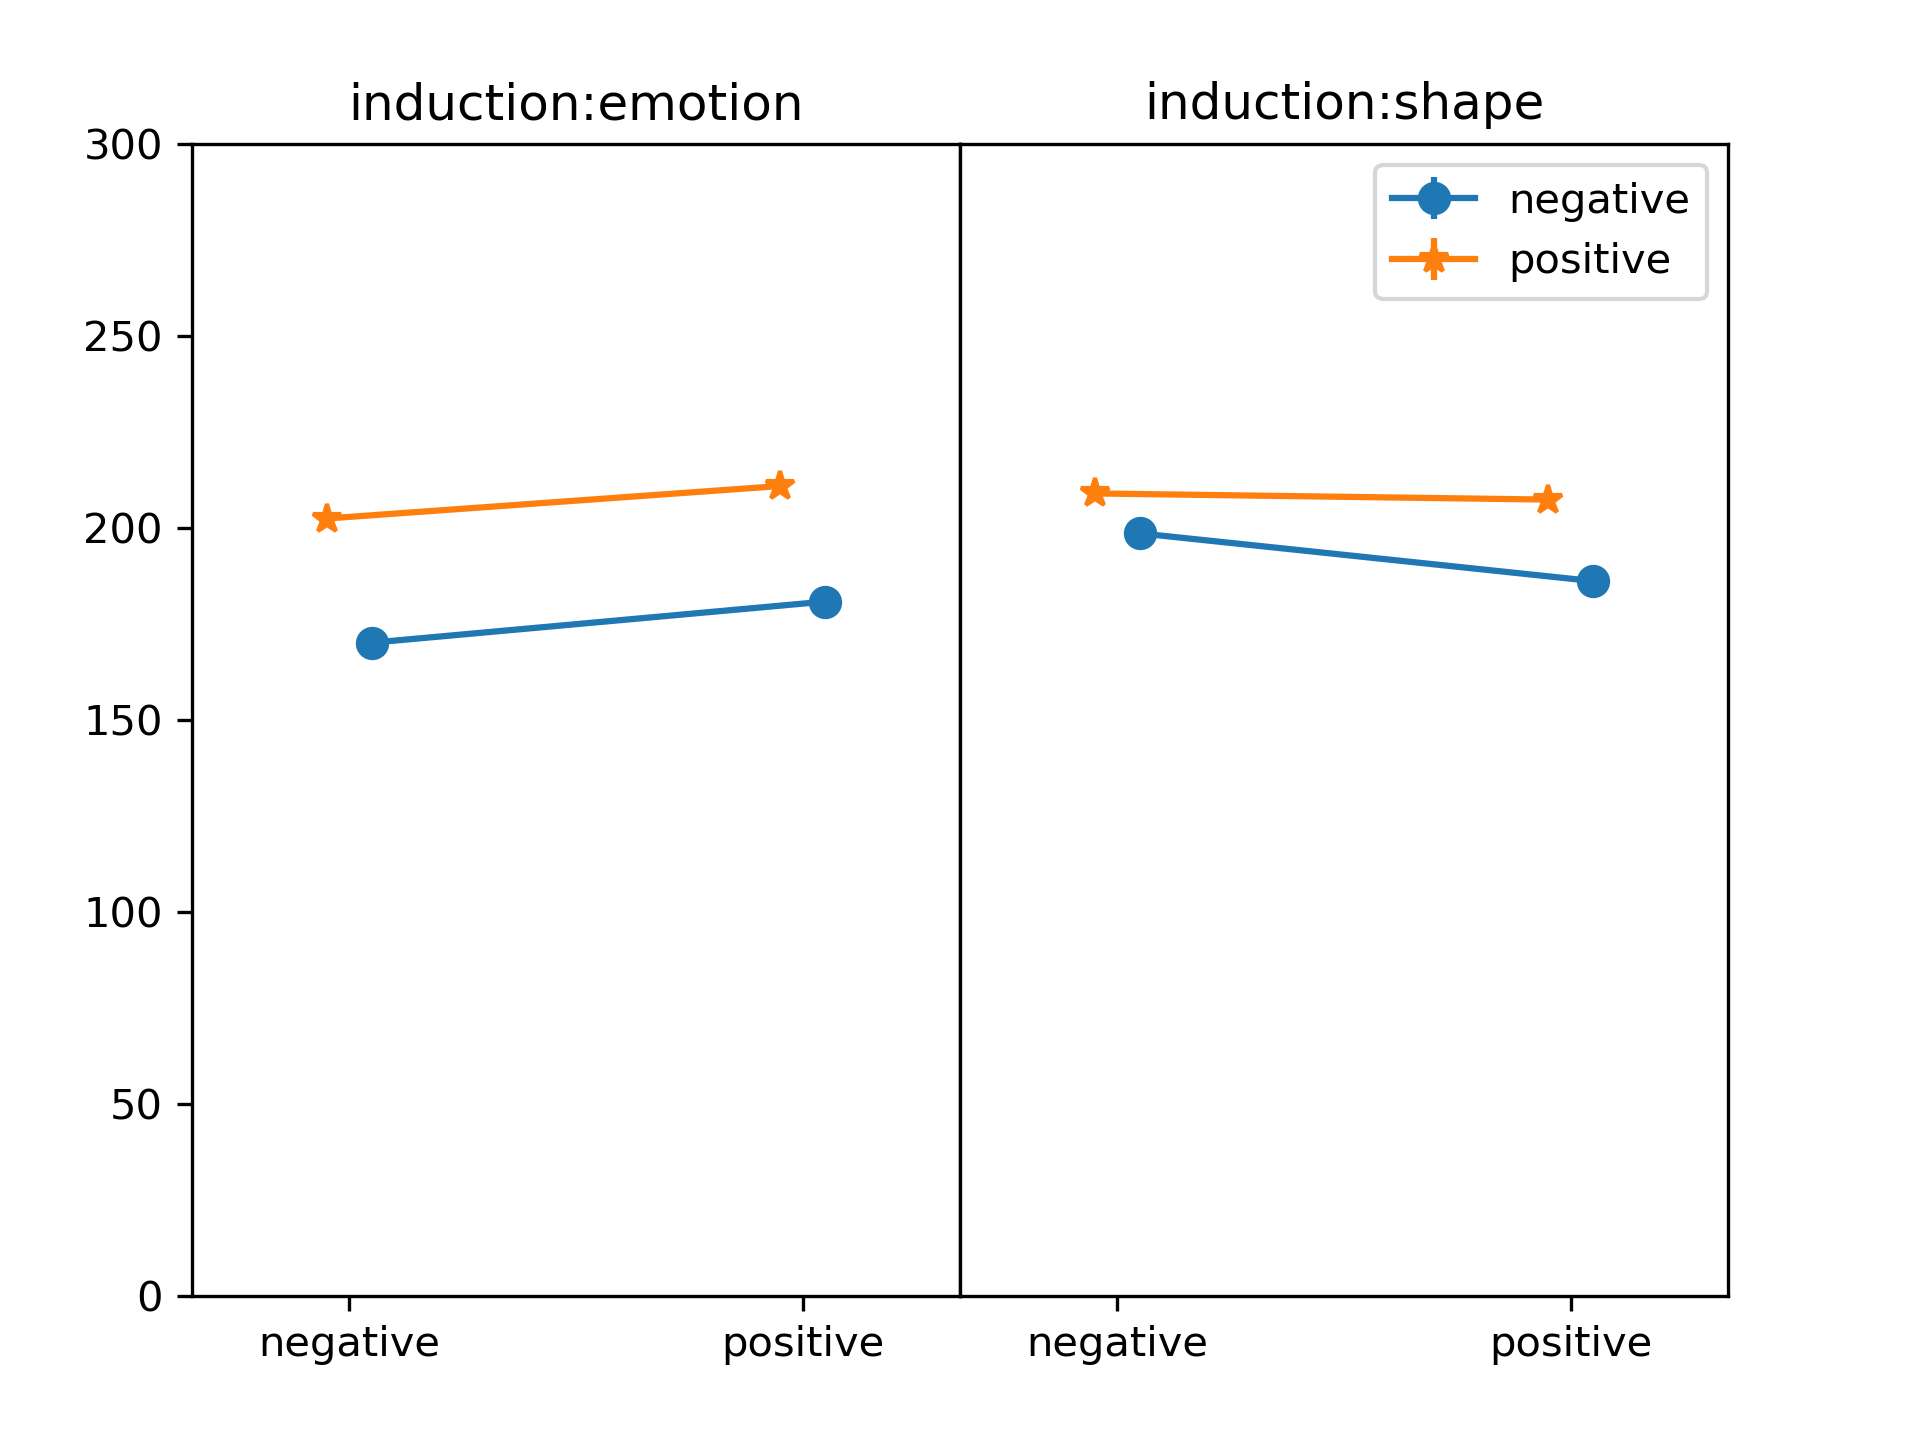 induction:emotion
induction:shape
300
250
200
150
100
50
0
negative
positive
negative
positive
negative
positive